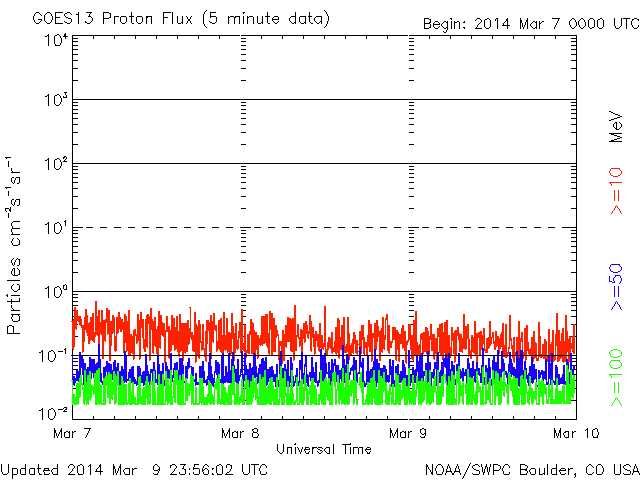 GOES13 Proton Flux (5 minute data)
Begin: 2014 Mar 7 0000 UTC
10⁴
10³
10²
10¹
10⁰
10⁻¹
10⁻²
Particles cm⁻²s⁻¹sr⁻¹
MeV
>=10
>=50
>=100
Mar 7
Mar 8
Mar 9
Mar 10
Universal Time
Updated 2014 Mar 9 23:56:02 UTC
NOAA/SWPC Boulder, CO USA